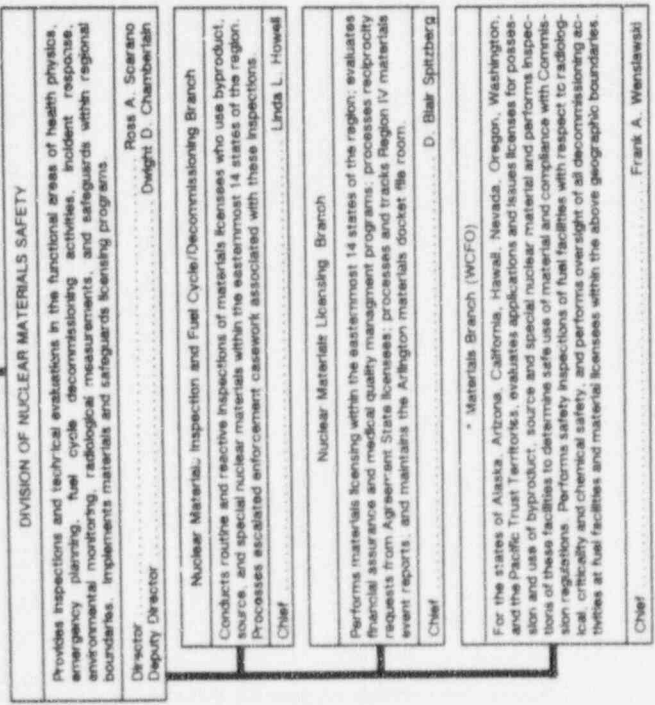 DIVISION OF NUCLEAR MATERIALS SAFETY
Provides inspections and technical evaluations in the functional areas of health physics,
emergency planning, fuel cycle decommissioning activities, incident response,
environmental monitoring, radiological measurements, and safeguards within regional
boundaries. Implements materials and safeguards licensing programs.
Director ........ Ross A. Scarano
Deputy Director ........ Dwight D. Chamberlain
Nuclear Materials Inspection and Fuel Cycle/Decommissioning Branch
Conducts routine and reactive inspections of materials licensees who use byproduct,
source, and special nuclear materials within the easternmost 14 states of the region.
Processes escalated enforcement casework associated with these inspections.
Chief ........ Linda L. Howell
Nuclear Materials Licensing Branch
Performs materials licensing within the easternmost 14 states of the region; evaluates
financial assurance and medical quality managment programs; processes reciprocity
requests from Agreement State licensees; processes and tracks Region IV materials
event reports, and maintains the Arlington materials docket file room.
Chief ........ D. Blair Spitzberg
* Materials Branch (WCFO)
For the states of Alaska, Arizona, California, Hawaii, Nevada, Oregon, Washington,
and the Pacific Trust Territories, evaluates applications and issues licenses for posses-
sion and use of byproduct, source and special nuclear material and performs inspec-
tions of these facilities to determine safe use of material and compliance with Commis-
sion regulations. Performs safety inspections of fuel facilities with respect to radiolog-
ical, criticality and chemical safety, and performs oversight of all decommissioning ac-
tivities at fuel facilities and material licensees within the above geographic boundaries.
Chief ........ Frank A. Wenslawski